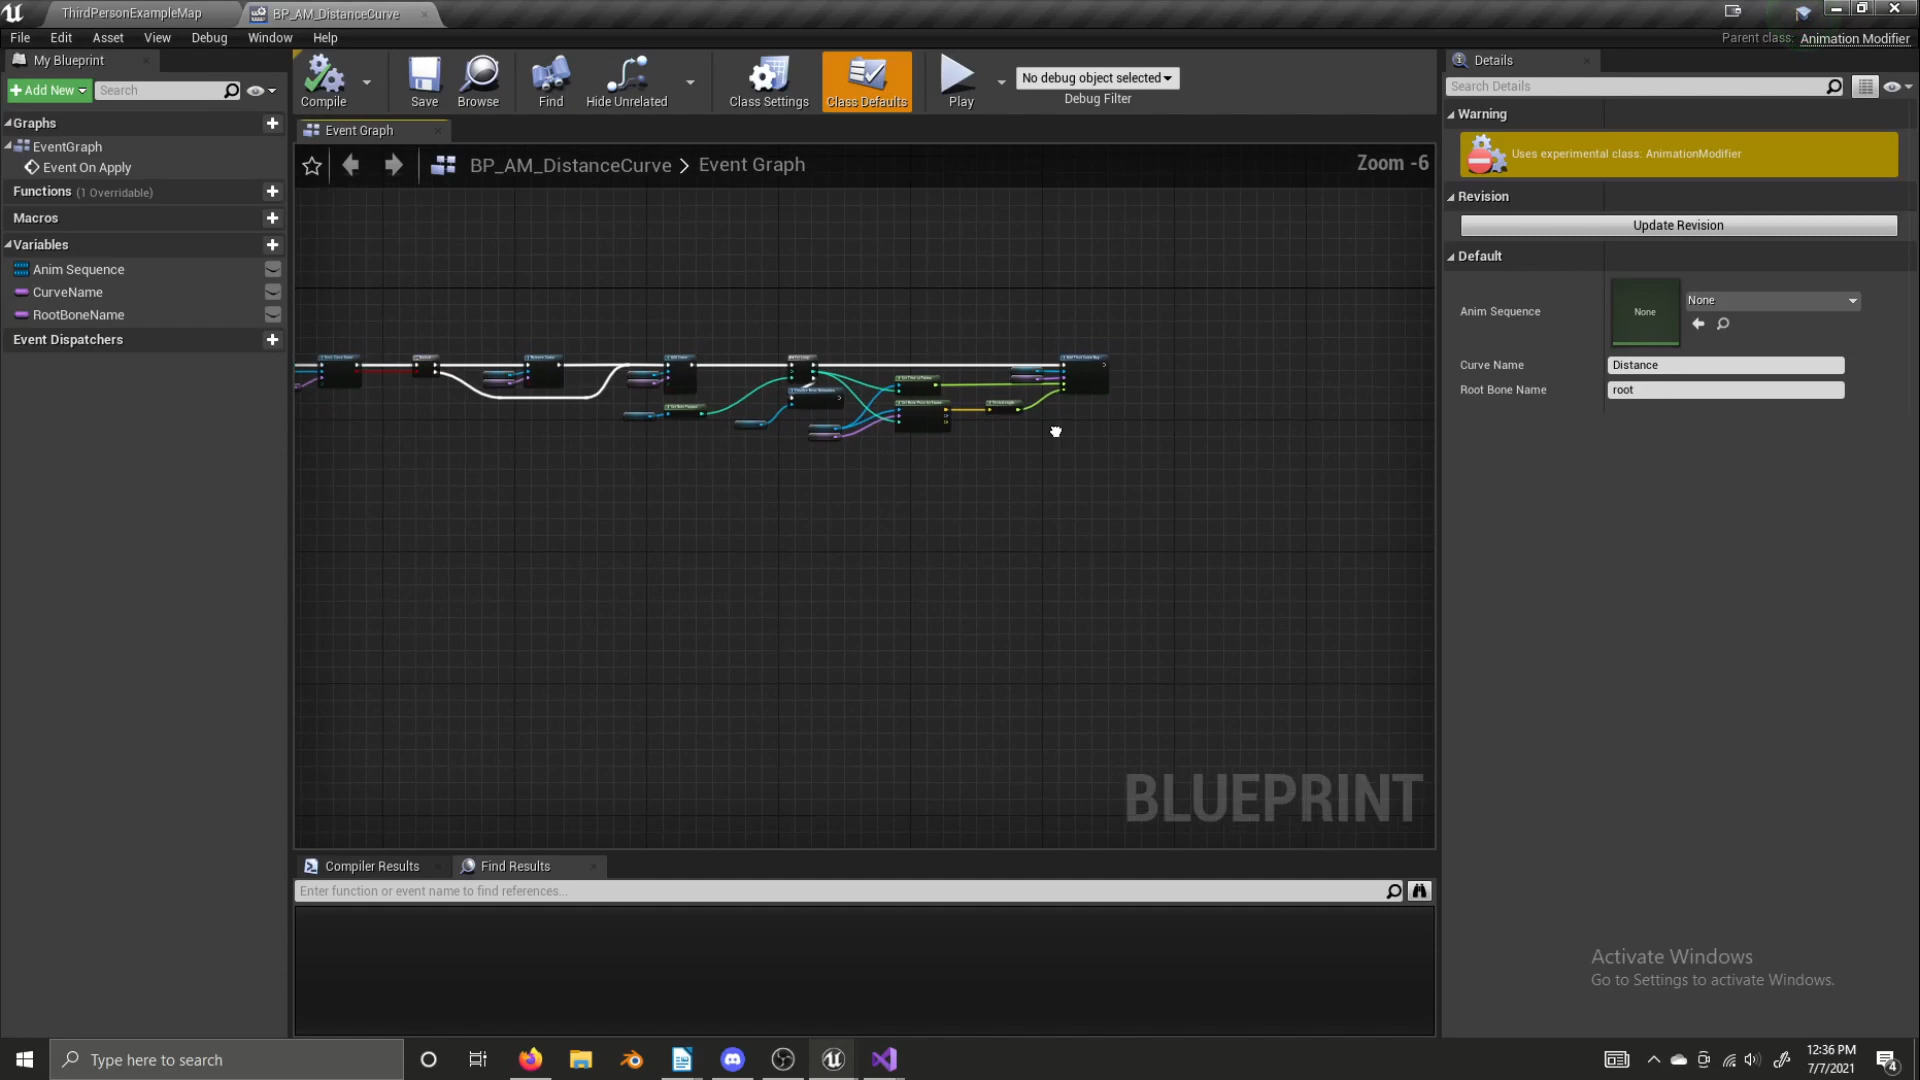 ThirdPersonExampleMap
BP_AM_DistanceCurve
File Edit Asset View Debug Window Help
Parent class: Animation Modifier
My Blueprint
Add New
Search
Compile
Save
Browse
Find
Hide Unrelated
Class Settings
Class Defaults
Play
No debug object selected
Debug Filter
Details
Search Details
Graphs
EventGraph
Event On Apply
Functions (1 Overridable)
Macros
Variables
Anim Sequence
CurveName
RootBoneName
Event Dispatchers
Event Graph
BP_AM_DistanceCurve > Event Graph
Zoom -6
BLUEPRINT
Warning
Uses experimental class: AnimationModifier
Revision
Update Revision
Default
Anim Sequence
None
None
Curve Name
Distance
Root Bone Name
root
Compiler Results
Find Results
Enter function or event name to find references...
Activate Windows
Go to Settings to activate Windows.
Type here to search
12:36 PM
7/7/2021
4